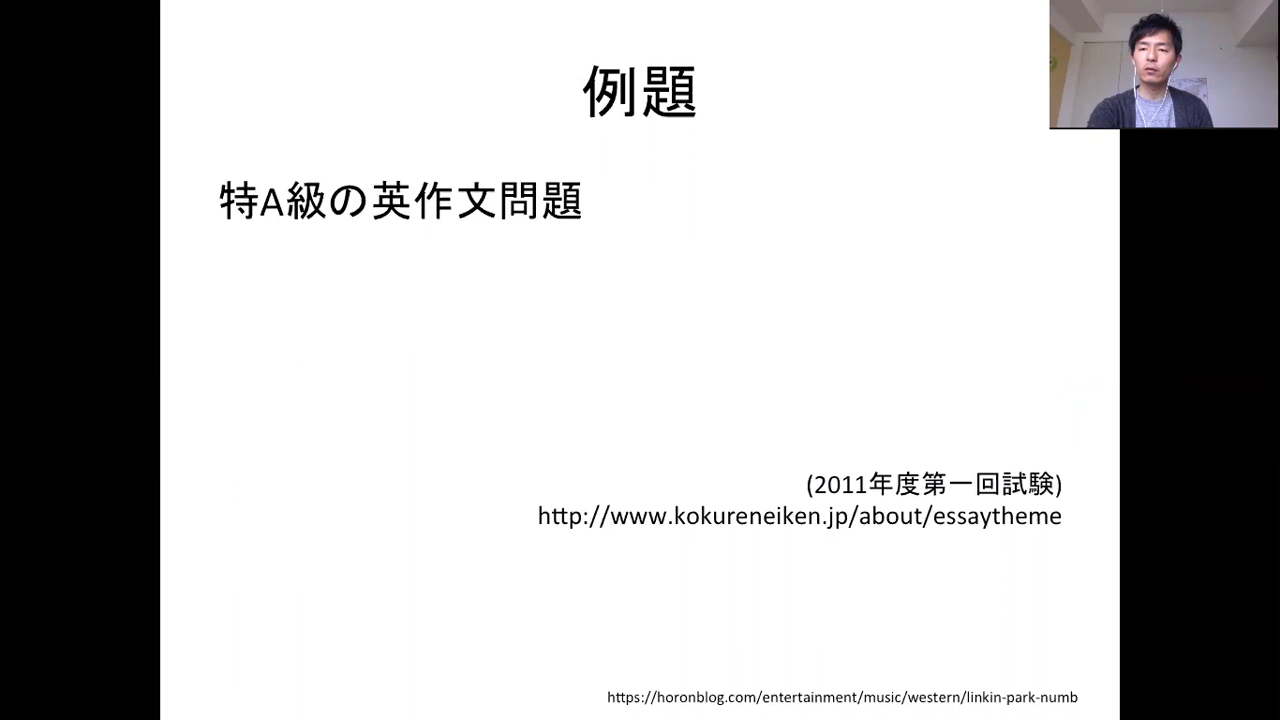 例題
特A級の英作文問題
(2011年度第一回試験)
http://www.kokureneiken.jp/about/essaytheme
https://horonblog.com/entertainment/music/western/linkin-park-numb